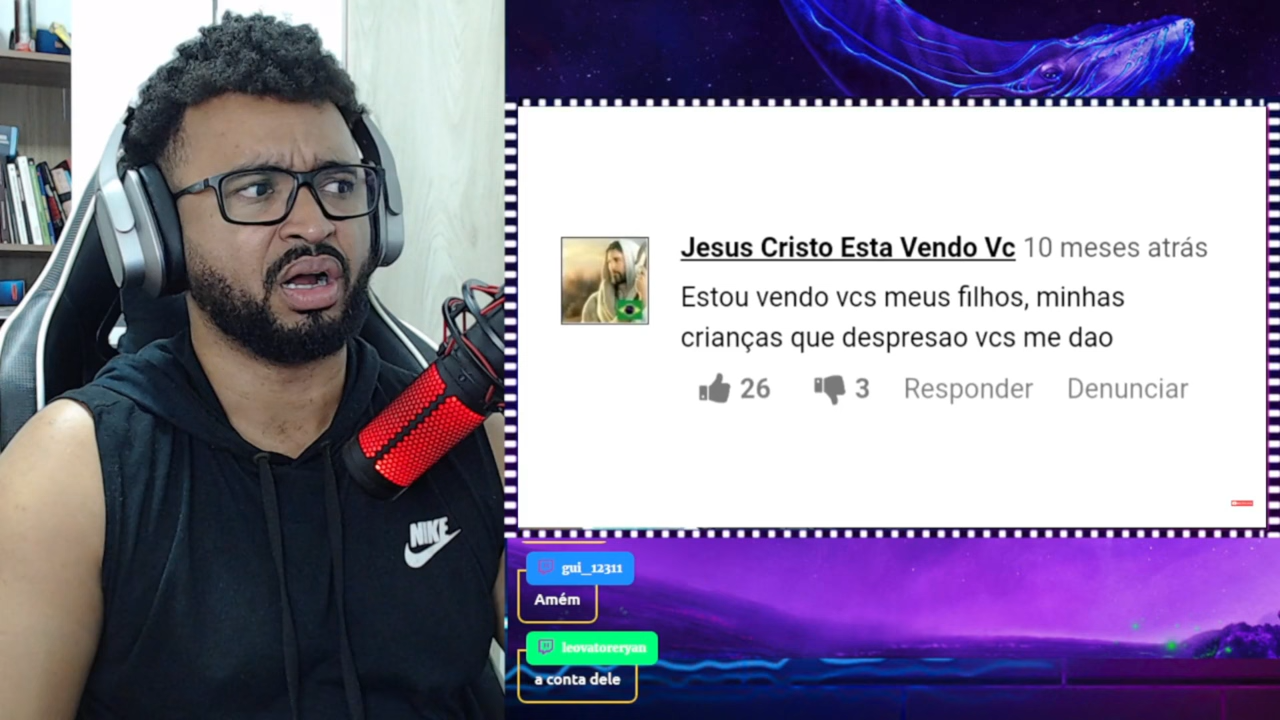 Jesus Cristo Esta Vendo Vc 10 meses atrás
Estou vendo vcs meus filhos, minhas
crianças que despresao vcs me dao
26 3 Responder Denunciar
NIKE
gui_12311
Amém
leovatoreryan
a conta dele